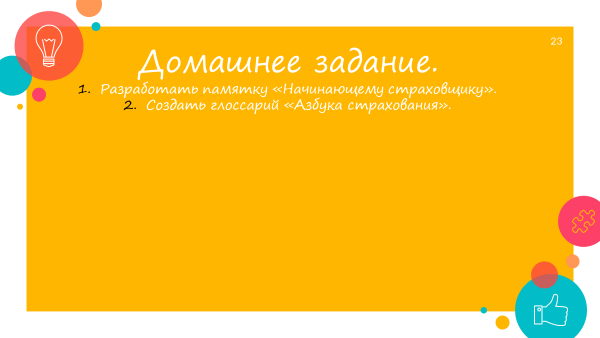 23
Домашнее задание.
1. Разработать памятку «Начинающему страховщику».
2. Создать глоссарий «Азбука страхования».